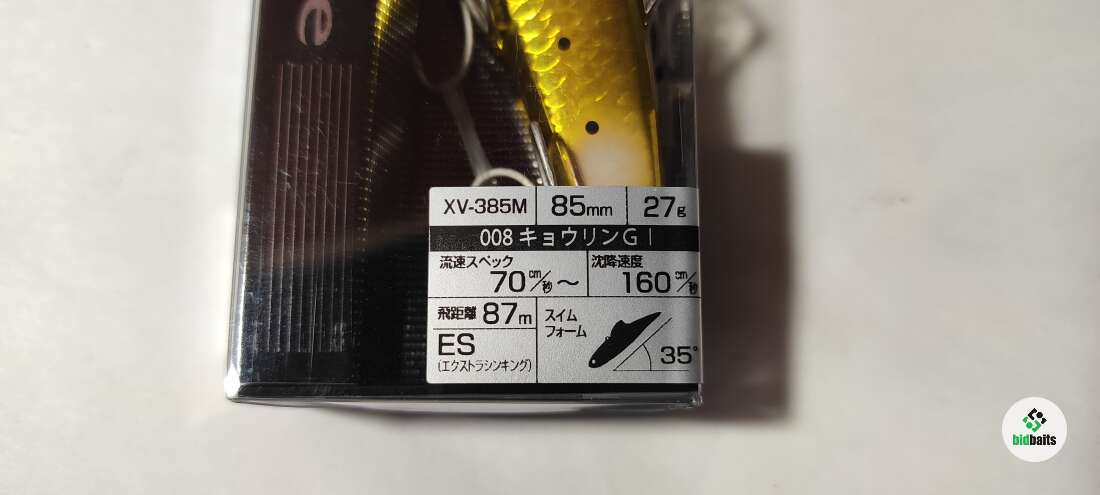 e
XV-385M 85mm 27g
008 キョウリンGI
流速スペック 沈降速度
70cm/秒～ 160cm/秒
飛距離 87m
スイム
フォーム
ES
(エクストラシンキング)
35°
bidbaits